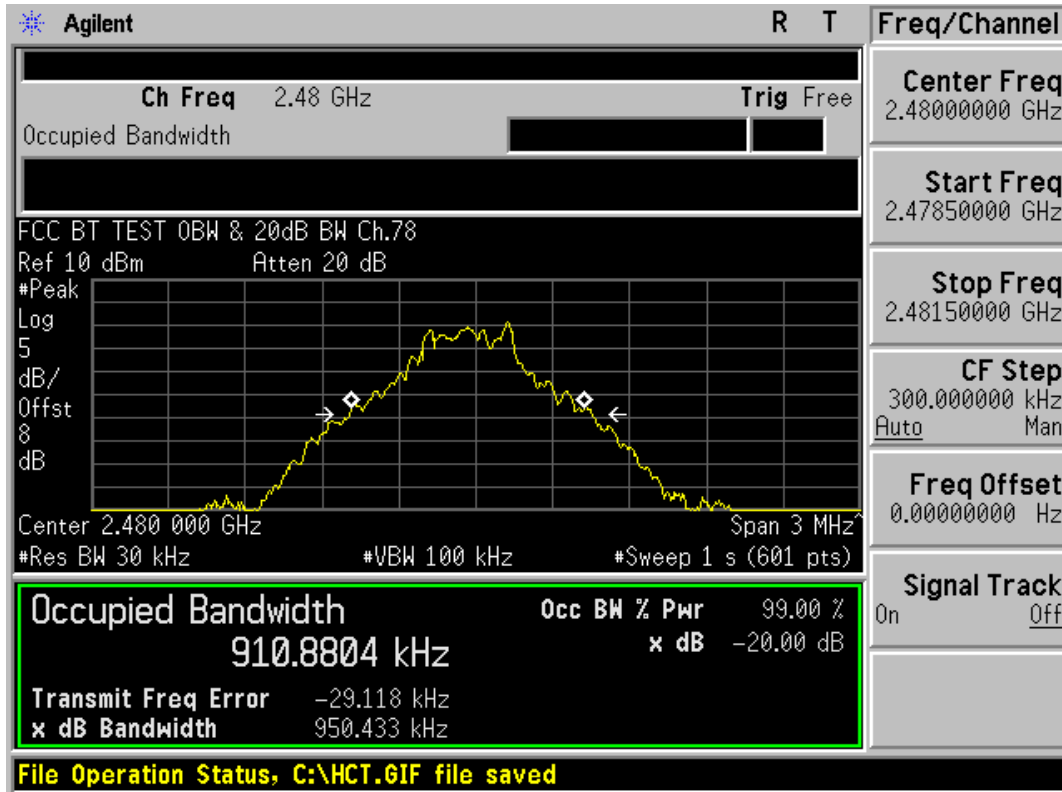 Agilent R T
Freq/Channel
Ch Freq 2.48 GHz Trig Free
Occupied Bandwidth
FCC BT TEST OBW & 20dB BW Ch.78
Ref 10 dBm Atten 20 dB
#Peak
Log
5
dB/
Offst
8
dB
Center 2.480 000 GHz Span 3 MHz^
#Res BW 30 kHz #VBW 100 kHz #Sweep 1 s (601 pts)
Occupied Bandwidth
910.8804 kHz
Occ BW % Pwr 99.00 %
x dB -20.00 dB
Transmit Freq Error -29.118 kHz
x dB Bandwidth 950.433 kHz
Center Freq
2.48000000 GHz
Start Freq
2.47850000 GHz
Stop Freq
2.48150000 GHz
CF Step
300.000000 kHz
Auto Man
Freq Offset
0.00000000 Hz
Signal Track
On Off
File Operation Status, C:\HCT.GIF file saved